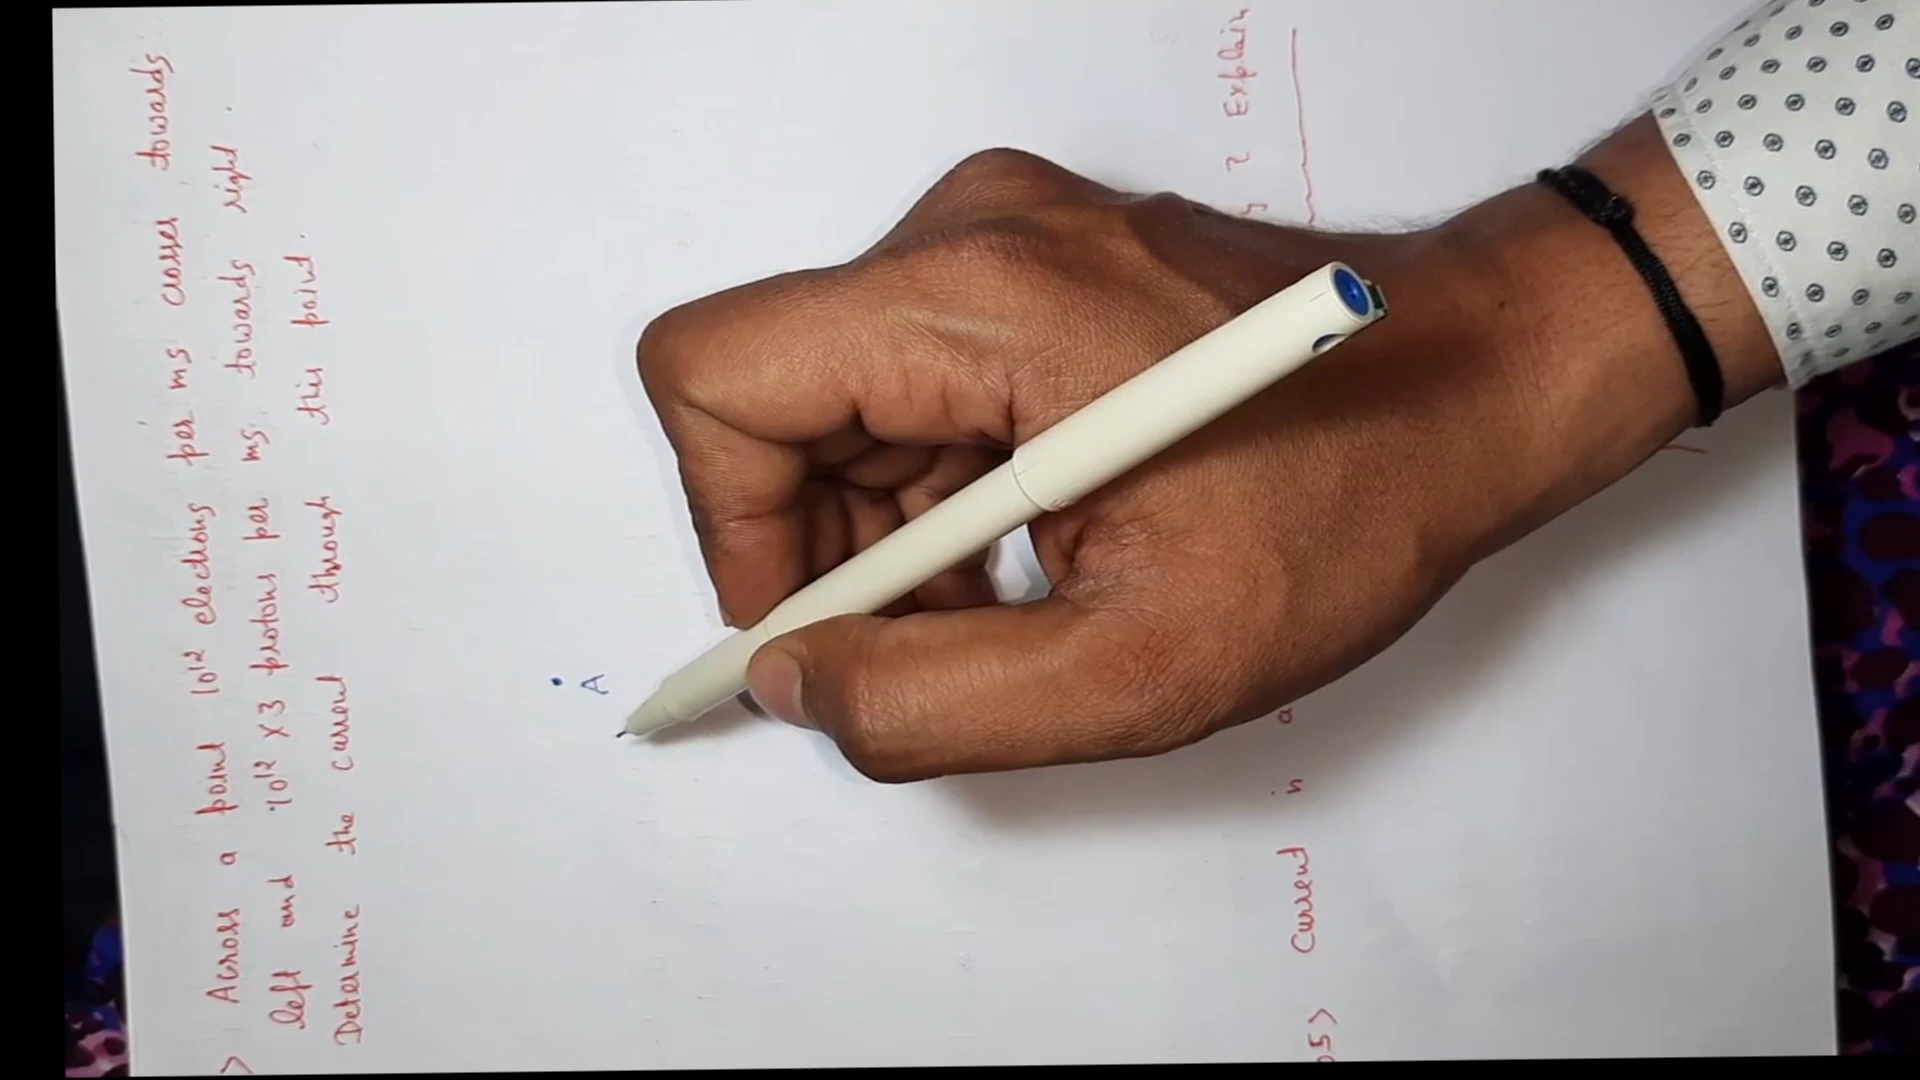 > Across a point 10¹² electrons per ms crosses towards
left and 10¹² x 3 protons per ms towards right.
Determine the current through this point.
A
05> Current in a y z Explain